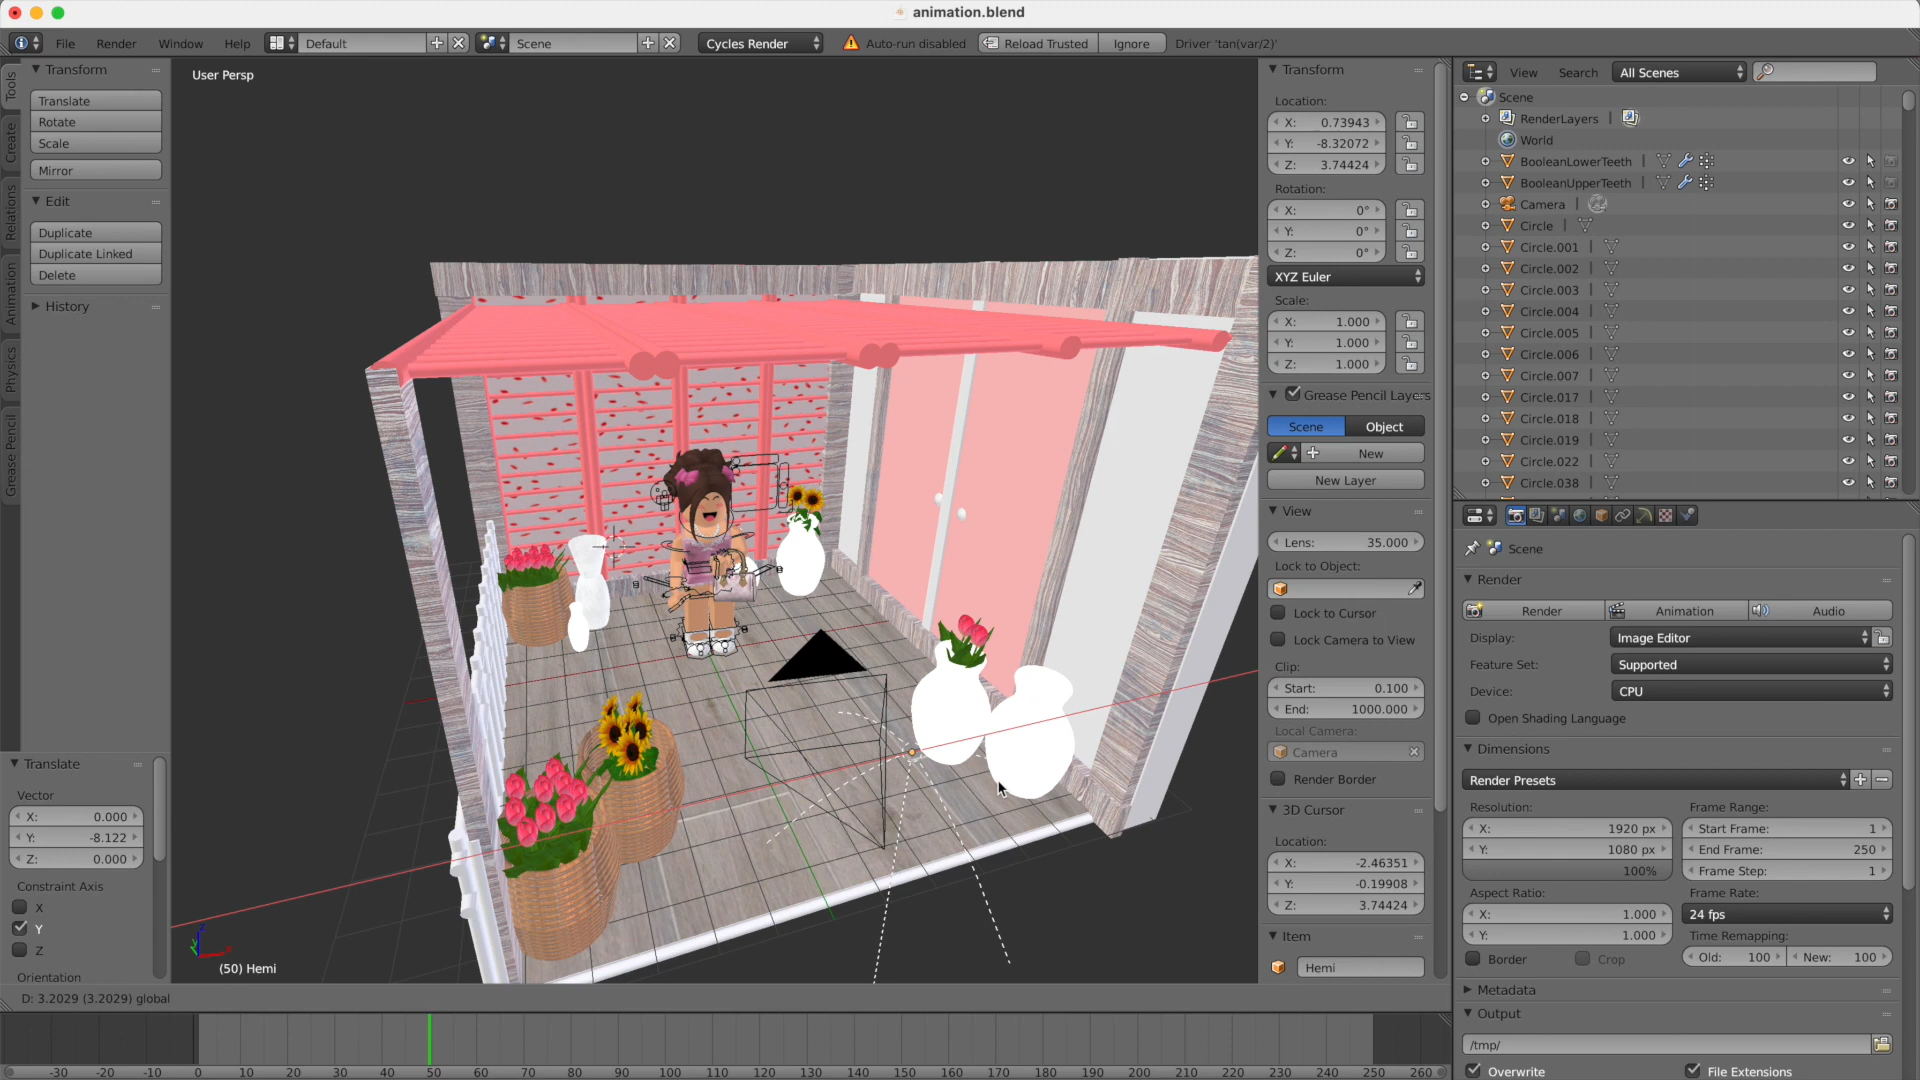 animation.blend
File Render Window Help Default Scene Cycles Render Auto-run disabled Reload Trusted Ignore Driver 'tan(var/2)'
Tools
Create
Relations
Animation
Physics
Grease Pencil
Transform
Translate
Rotate
Scale
Mirror
Edit
Duplicate
Duplicate Linked
Delete
History
Translate
Vector
X: 0.000
Y: -8.122
Z: 0.000
Constraint Axis
X
Y
Z
Orientation
User Persp
(50) Hemi
D: 3.2029 (3.2029) global
-30 -20 -10 0 10 20 30 40 50 60 70 80 90 100 110 120 130 140 150 160 170 180 190 200 210 220 230 240 250 260
Transform
Location:
X: 0.73943
Y: -8.32072
Z: 3.74424
Rotation:
X: 0°
Y: 0°
Z: 0°
XYZ Euler
Scale:
X: 1.000
Y: 1.000
Z: 1.000
Grease Pencil Layers
Scene Object
New
New Layer
View
Lens: 35.000
Lock to Object:
Lock to Cursor
Lock Camera to View
Clip:
Start: 0.100
End: 1000.000
Local Camera:
Camera
Render Border
3D Cursor
Location:
X: -2.46351
Y: -0.19908
Z: 3.74424
Item
Hemi
View Search All Scenes
Scene
RenderLayers
World
BooleanLowerTeeth
BooleanUpperTeeth
Camera
Circle
Circle.001
Circle.002
Circle.003
Circle.004
Circle.005
Circle.006
Circle.007
Circle.017
Circle.018
Circle.019
Circle.022
Circle.038
Scene
Render
Render Animation Audio
Display: Image Editor
Feature Set: Supported
Device: CPU
Open Shading Language
Dimensions
Render Presets
Resolution: Frame Range:
X: 1920 px Start Frame: 1
Y: 1080 px End Frame: 250
100% Frame Step: 1
Aspect Ratio: Frame Rate:
X: 1.000 24 fps
Y: 1.000 Time Remapping:
Border Crop Old: 100 New: 100
Metadata
Output
/tmp/
Overwrite File Extensions